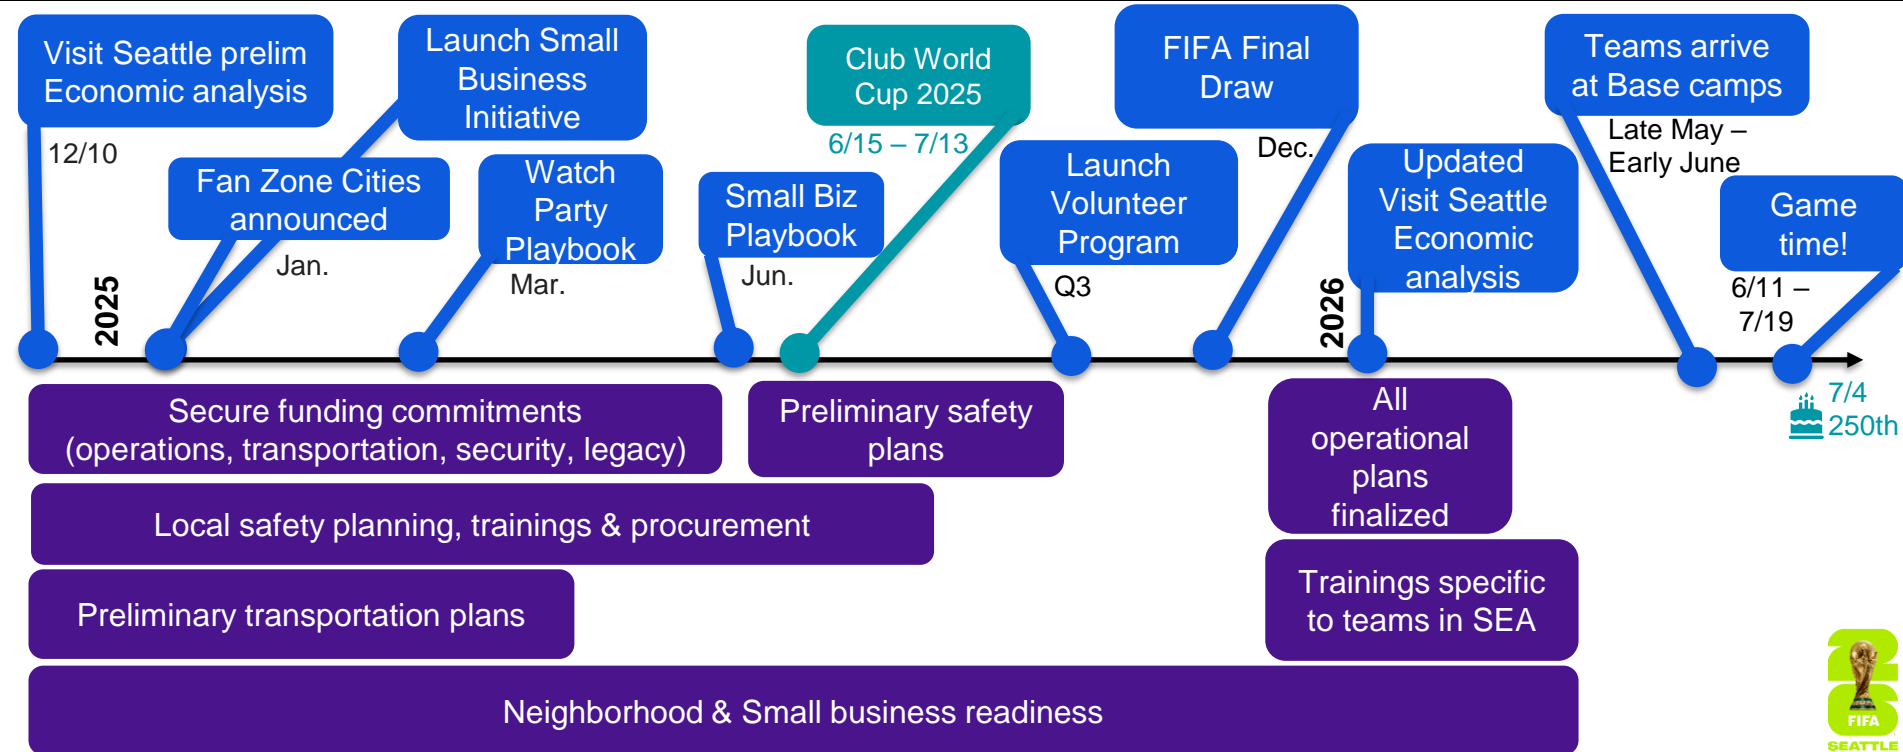 Visit Seattle prelim
Economic analysis
12/10
Launch Small
Business
Initiative
Fan Zone Cities
announced
Jan.
Watch
Party
Playbook
Mar.
Small Biz
Playbook
Jun.
Club World
Cup 2025
6/15 – 7/13
Launch
Volunteer
Program
Q3
FIFA Final
Draw
Dec.
Updated
Visit Seattle
Economic
analysis
Teams arrive
at Base camps
Late May –
Early June
Game
time!
6/11 –
7/19
2025
2026
7/4
250th
Secure funding commitments
(operations, transportation, security, legacy)
Preliminary safety
plans
All
operational
plans
finalized
Local safety planning, trainings & procurement
Preliminary transportation plans
Trainings specific
to teams in SEA
Neighborhood & Small business readiness
26
FIFA
SEATTLE